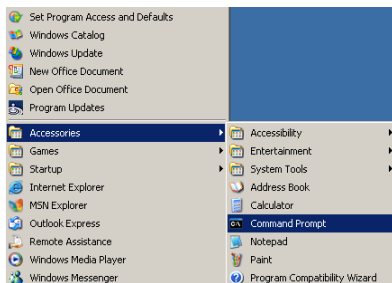 Set Program Access and Defaults
Windows Catalog
Windows Update
New Office Document
Open Office Document
Program Updates
Accessories
Games
Startup
Internet Explorer
MSN Explorer
Outlook Express
Remote Assistance
Windows Media Player
Windows Messenger
Accessibility
Entertainment
System Tools
Address Book
Calculator
Command Prompt
Notepad
Paint
Program Compatibility Wizard